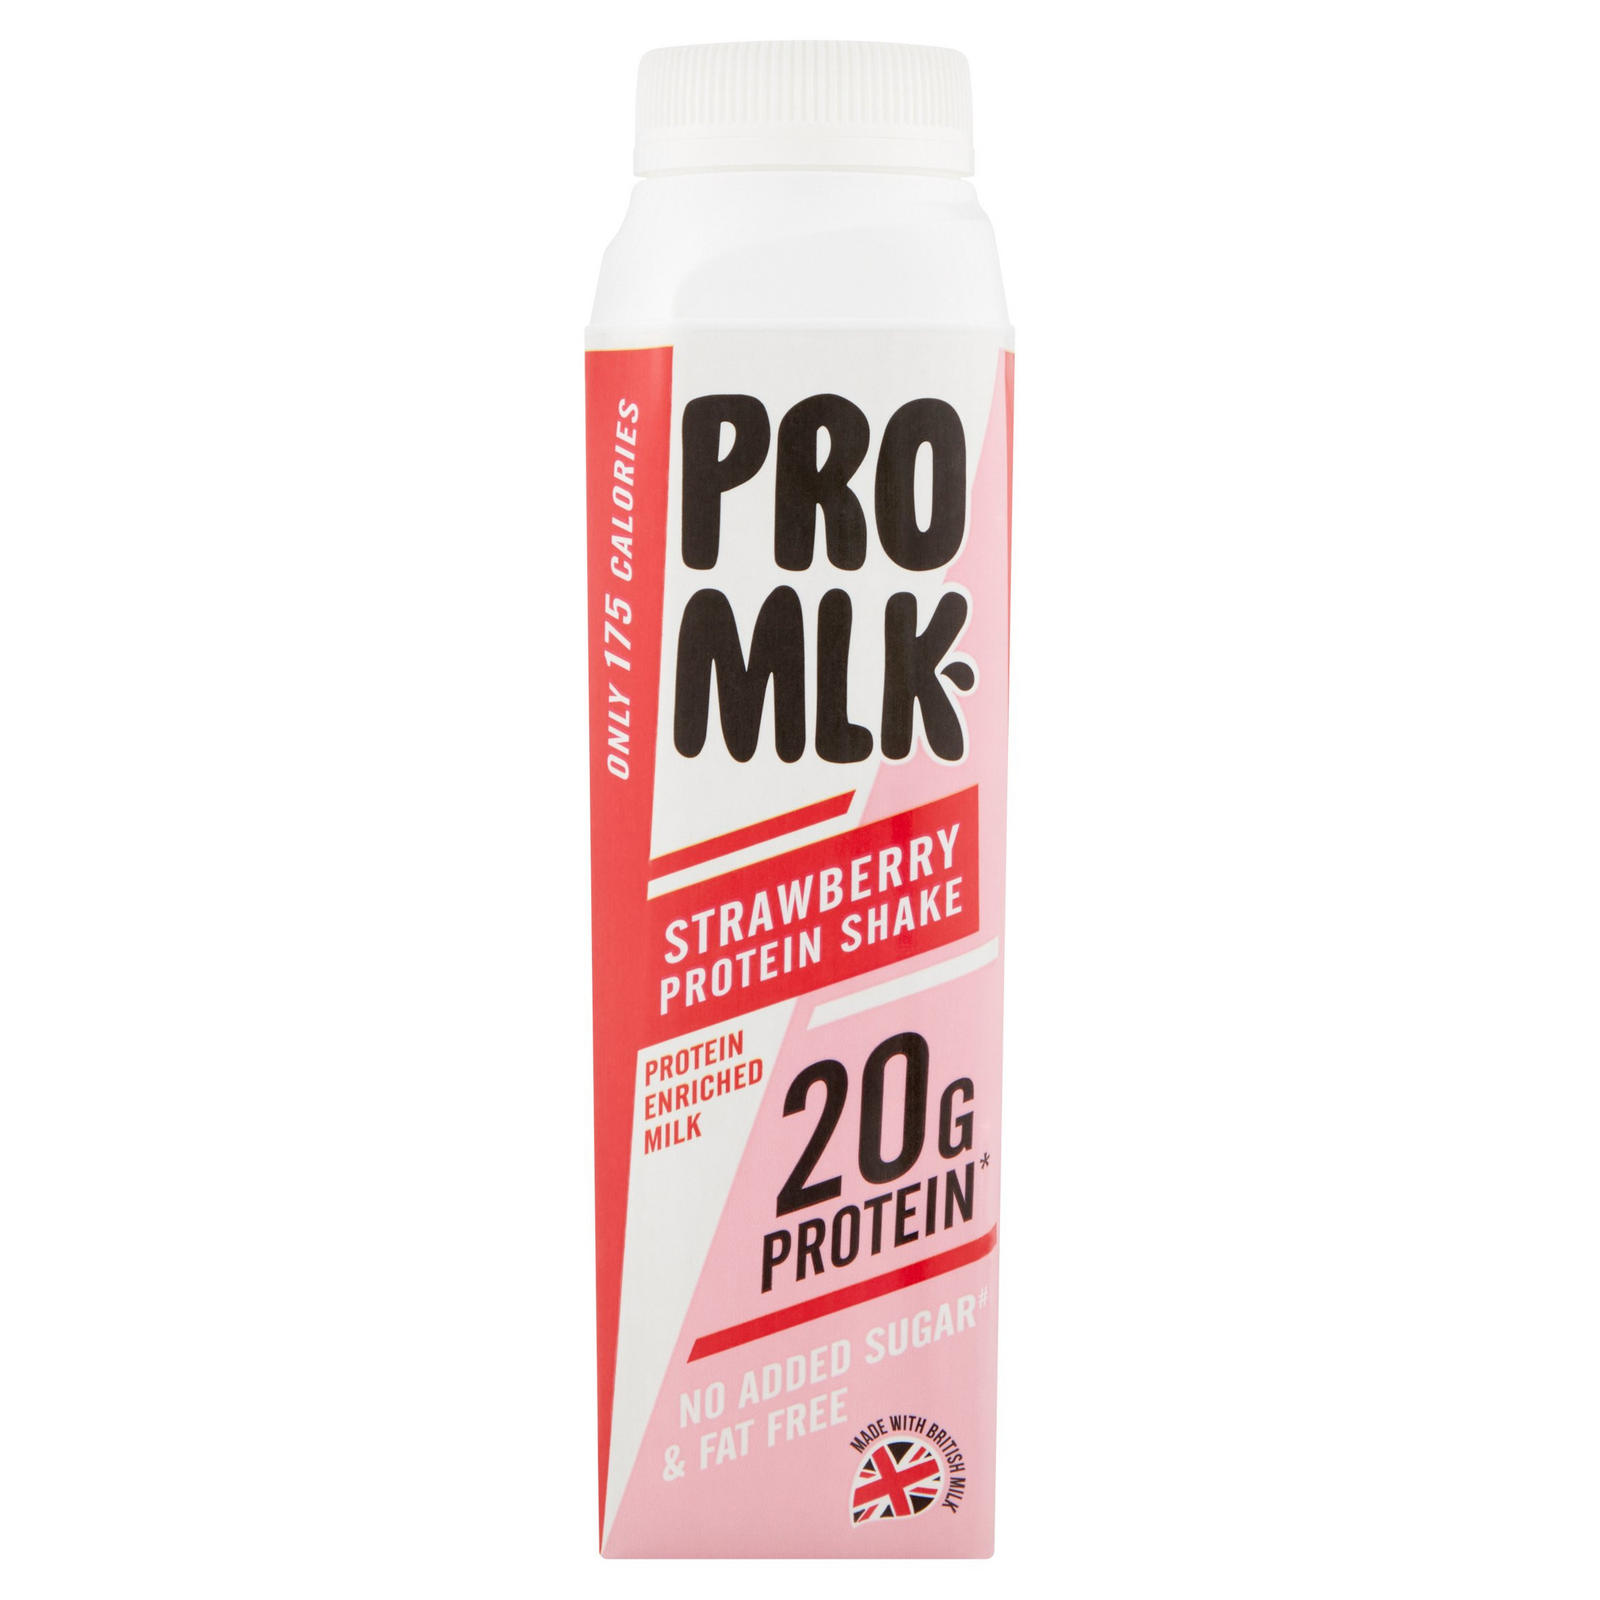 PRO
MLK
ONLY 175 CALORIES
STRAWBERRY
PROTEIN SHAKE
PROTEIN
ENRICHED
MILK
20G
PROTEIN*
NO ADDED SUGAR#
& FAT FREE
MADE WITH BRITISH MILK